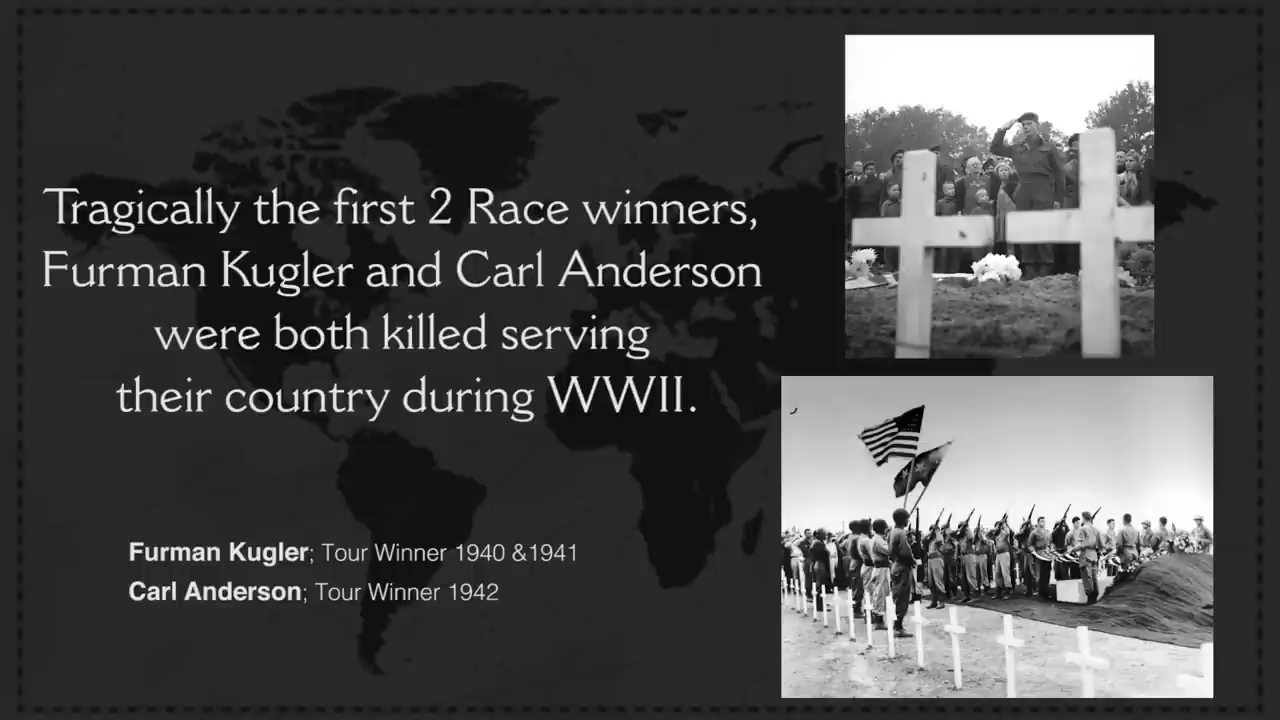 Tragically the first 2 Race winners,
Furman Kugler and Carl Anderson
were both killed serving
their country during WWII.
Furman Kugler; Tour Winner 1940 &1941
Carl Anderson; Tour Winner 1942